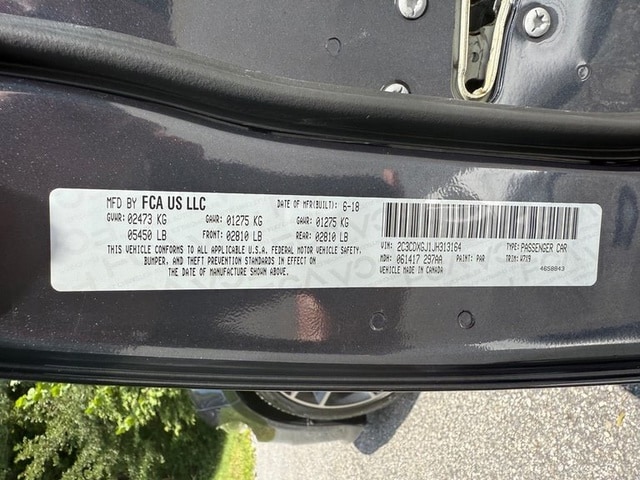 MFD BY FCA US LLC DATE OF MFR(BUILT): 6-18
GVWR: 02473 KG GAWR: 01275 KG GAWR: 01275 KG
05450 LB FRONT: 02810 LB REAR: 02810 LB
THIS VEHICLE CONFORMS TO ALL APPLICABLE U.S.A. FEDERAL MOTOR VEHICLE SAFETY,
BUMPER, AND THEFT PREVENTION STANDARDS IN EFFECT ON
THE DATE OF MANUFACTURE SHOWN ABOVE.
VIN: 2C3CDXGJ1JH313164 TYPE: PASSENGER CAR
MDH: 061417 297AA PAINT: PAR TRIM: W7X9
VEHICLE MADE IN CANADA 4658843